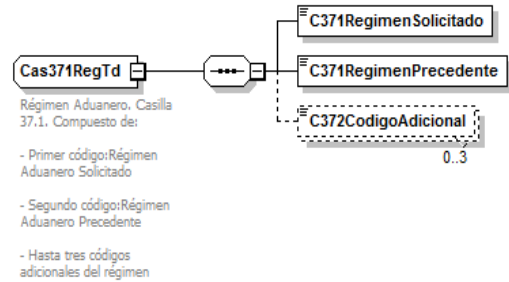 C371RegimenSolicitado
Cas371RegTd
C371RegimenPrecedente
Régimen Aduanero. Casilla
37.1. Compuesto de:
C372CodigoAdicional
0..3
- Primer código:Régimen
Aduanero Solicitado
- Segundo código:Régimen
Aduanero Precedente
- Hasta tres códigos
adicionales del régimen